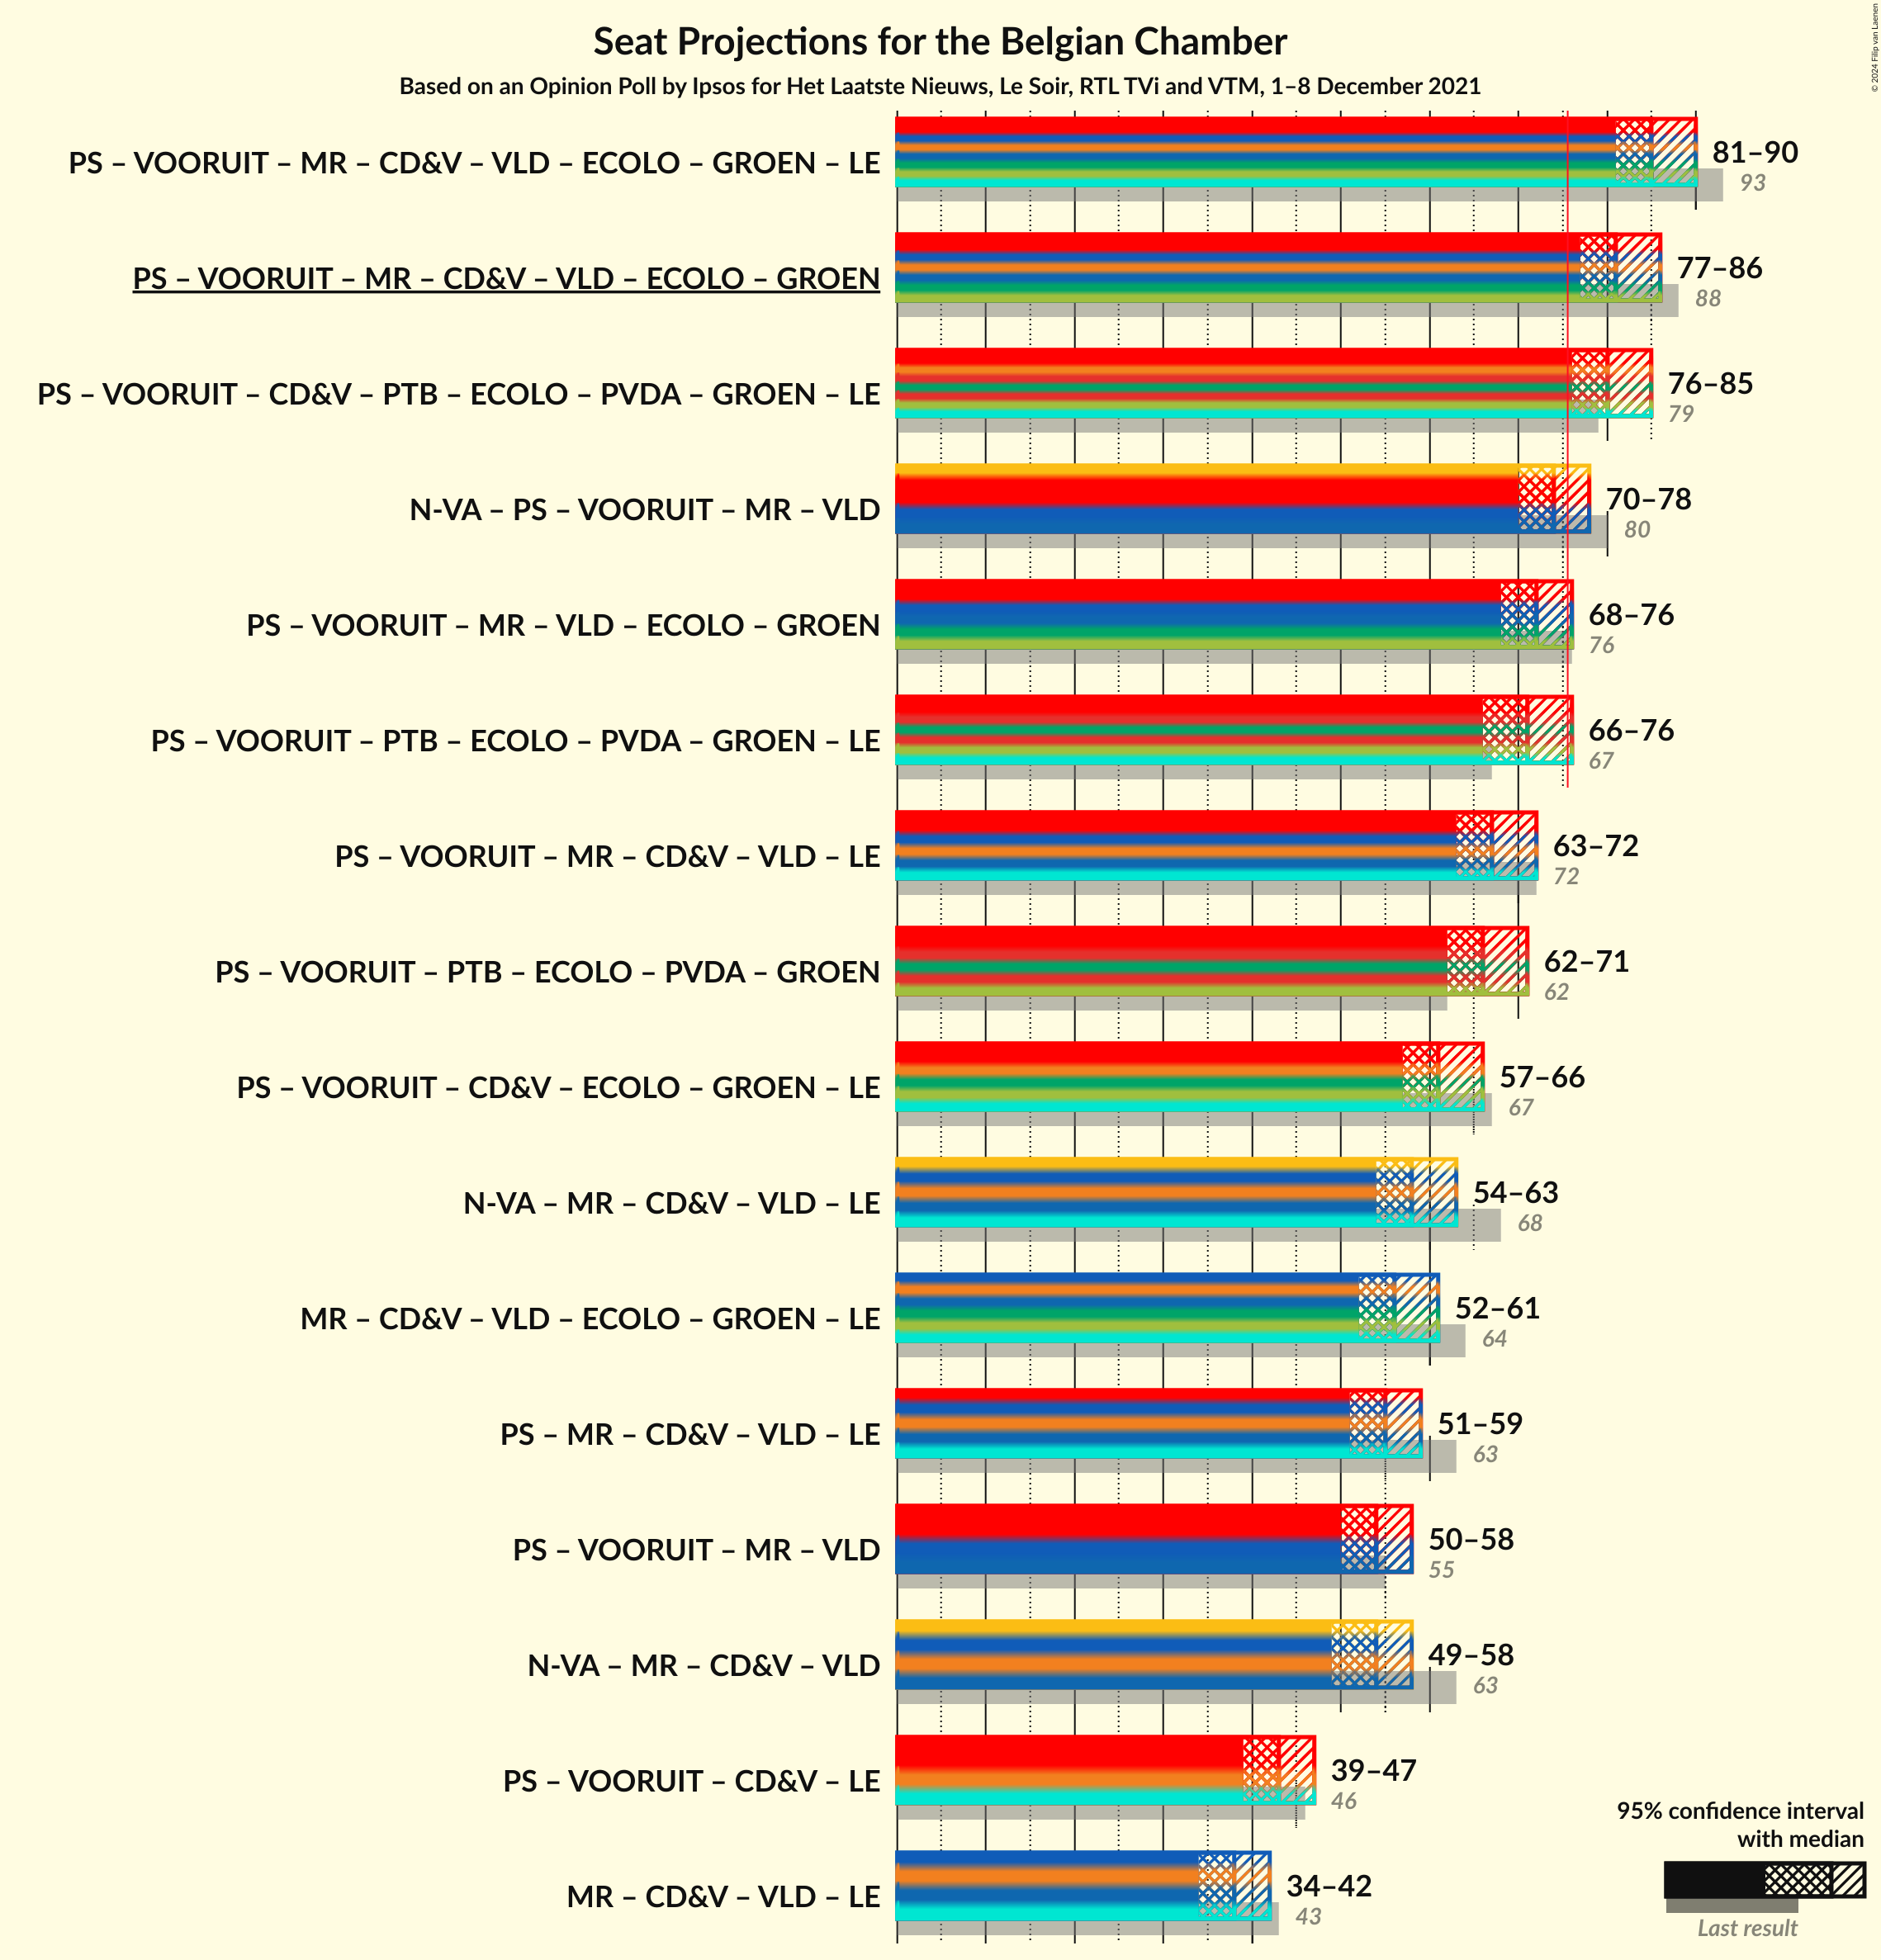 Seat Projections for the Belgian Chamber
Based on an Opinion Poll by Ipsos for Het Laatste Nieuws, Le Soir, RTL TVi and VTM, 1–8 December 2021
© 2024 Filip van Laenen
PS – VOORUIT – MR – CD&V – VLD – ECOLO – GROEN – LE
81–90
93
PS – VOORUIT – MR – CD&V – VLD – ECOLO – GROEN
77–86
88
PS – VOORUIT – CD&V – PTB – ECOLO – PVDA – GROEN – LE
76–85
79
N-VA – PS – VOORUIT – MR – VLD
70–78
80
PS – VOORUIT – MR – VLD – ECOLO – GROEN
68–76
76
PS – VOORUIT – PTB – ECOLO – PVDA – GROEN – LE
66–76
67
PS – VOORUIT – MR – CD&V – VLD – LE
63–72
72
PS – VOORUIT – PTB – ECOLO – PVDA – GROEN
62–71
62
PS – VOORUIT – CD&V – ECOLO – GROEN – LE
57–66
67
N-VA – MR – CD&V – VLD – LE
54–63
68
MR – CD&V – VLD – ECOLO – GROEN – LE
52–61
64
PS – MR – CD&V – VLD – LE
51–59
63
PS – VOORUIT – MR – VLD
50–58
55
N-VA – MR – CD&V – VLD
49–58
63
PS – VOORUIT – CD&V – LE
39–47
46
MR – CD&V – VLD – LE
34–42
43
95% confidence interval
with median
Last result